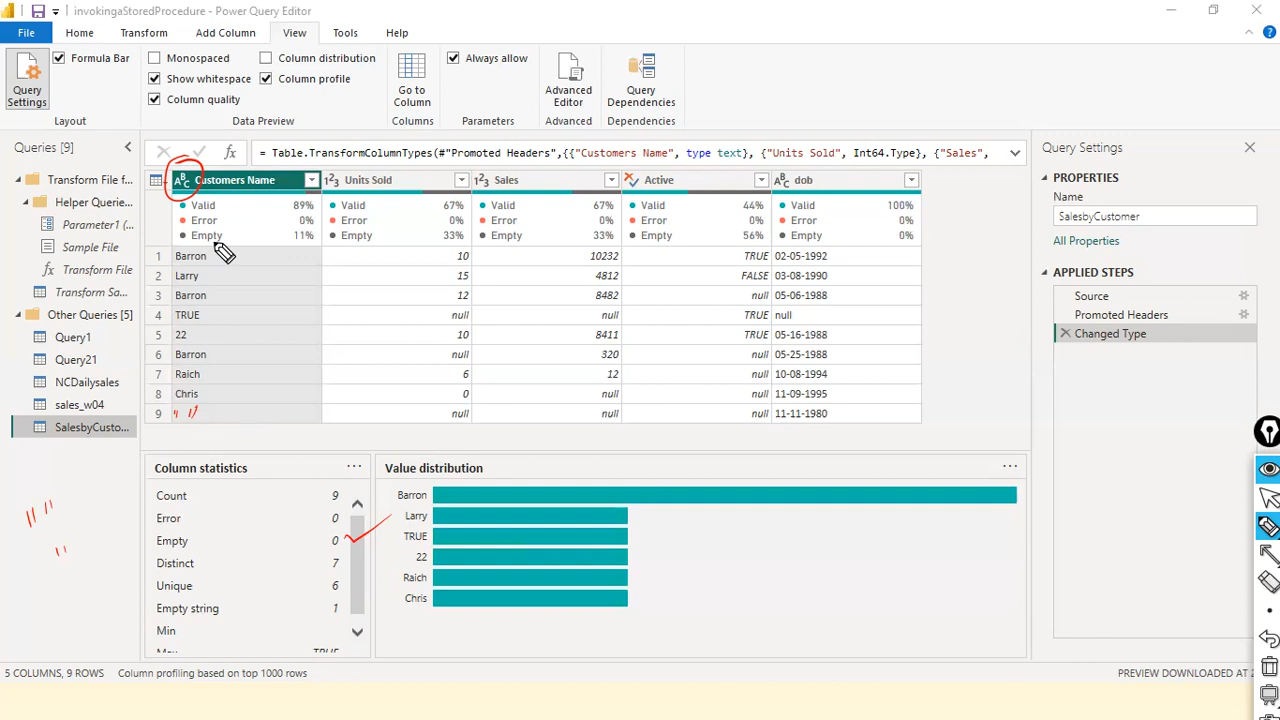 invokingaStoredProcedure - Power Query Editor
File Home Transform Add Column View Tools Help
Query Settings
Formula Bar
Layout
Monospaced Column distribution
Show whitespace Column profile
Column quality
Data Preview
Go to Column
Columns
Always allow
Parameters
Advanced Editor
Advanced
Query Dependencies
Dependencies
Queries [9]
fx = Table.TransformColumnTypes(#"Promoted Headers",{{"Customers Name", type text}, {"Units Sold", Int64.Type}, {"Sales",
Transform File f...
Helper Querie...
Parameter1 (...
Sample File
fx Transform File
Transform Sa...
Other Queries [5]
Query1
Query21
NCDailysales
sales_w04
SalesbyCusto...
ABC Customers Name 123 Units Sold 123 Sales Active ABC dob
Valid 89% Valid 67% Valid 67% Valid 44% Valid 100%
Error 0% Error 0% Error 0% Error 0% Error 0%
Empty 11% Empty 33% Empty 33% Empty 56% Empty 0%
1 Barron 10 10232 TRUE 02-05-1992
2 Larry 15 4812 FALSE 03-08-1990
3 Barron 12 8482 null 05-06-1988
4 TRUE null null TRUE null
5 22 10 8411 TRUE 05-16-1988
6 Barron null 320 null 05-25-1988
7 Raich 6 12 null 10-08-1994
8 Chris 0 null null 11-09-1995
9 " " null null null 11-11-1980
Column statistics
Count 9
Error 0
Empty 0
Distinct 7
Unique 6
Empty string 1
Min
Value distribution
Barron
Larry
TRUE
22
Raich
Chris
Query Settings
PROPERTIES
Name
SalesbyCustomer
All Properties
APPLIED STEPS
Source
Promoted Headers
Changed Type
5 COLUMNS, 9 ROWS Column profiling based on top 1000 rows
PREVIEW DOWNLOADED AT